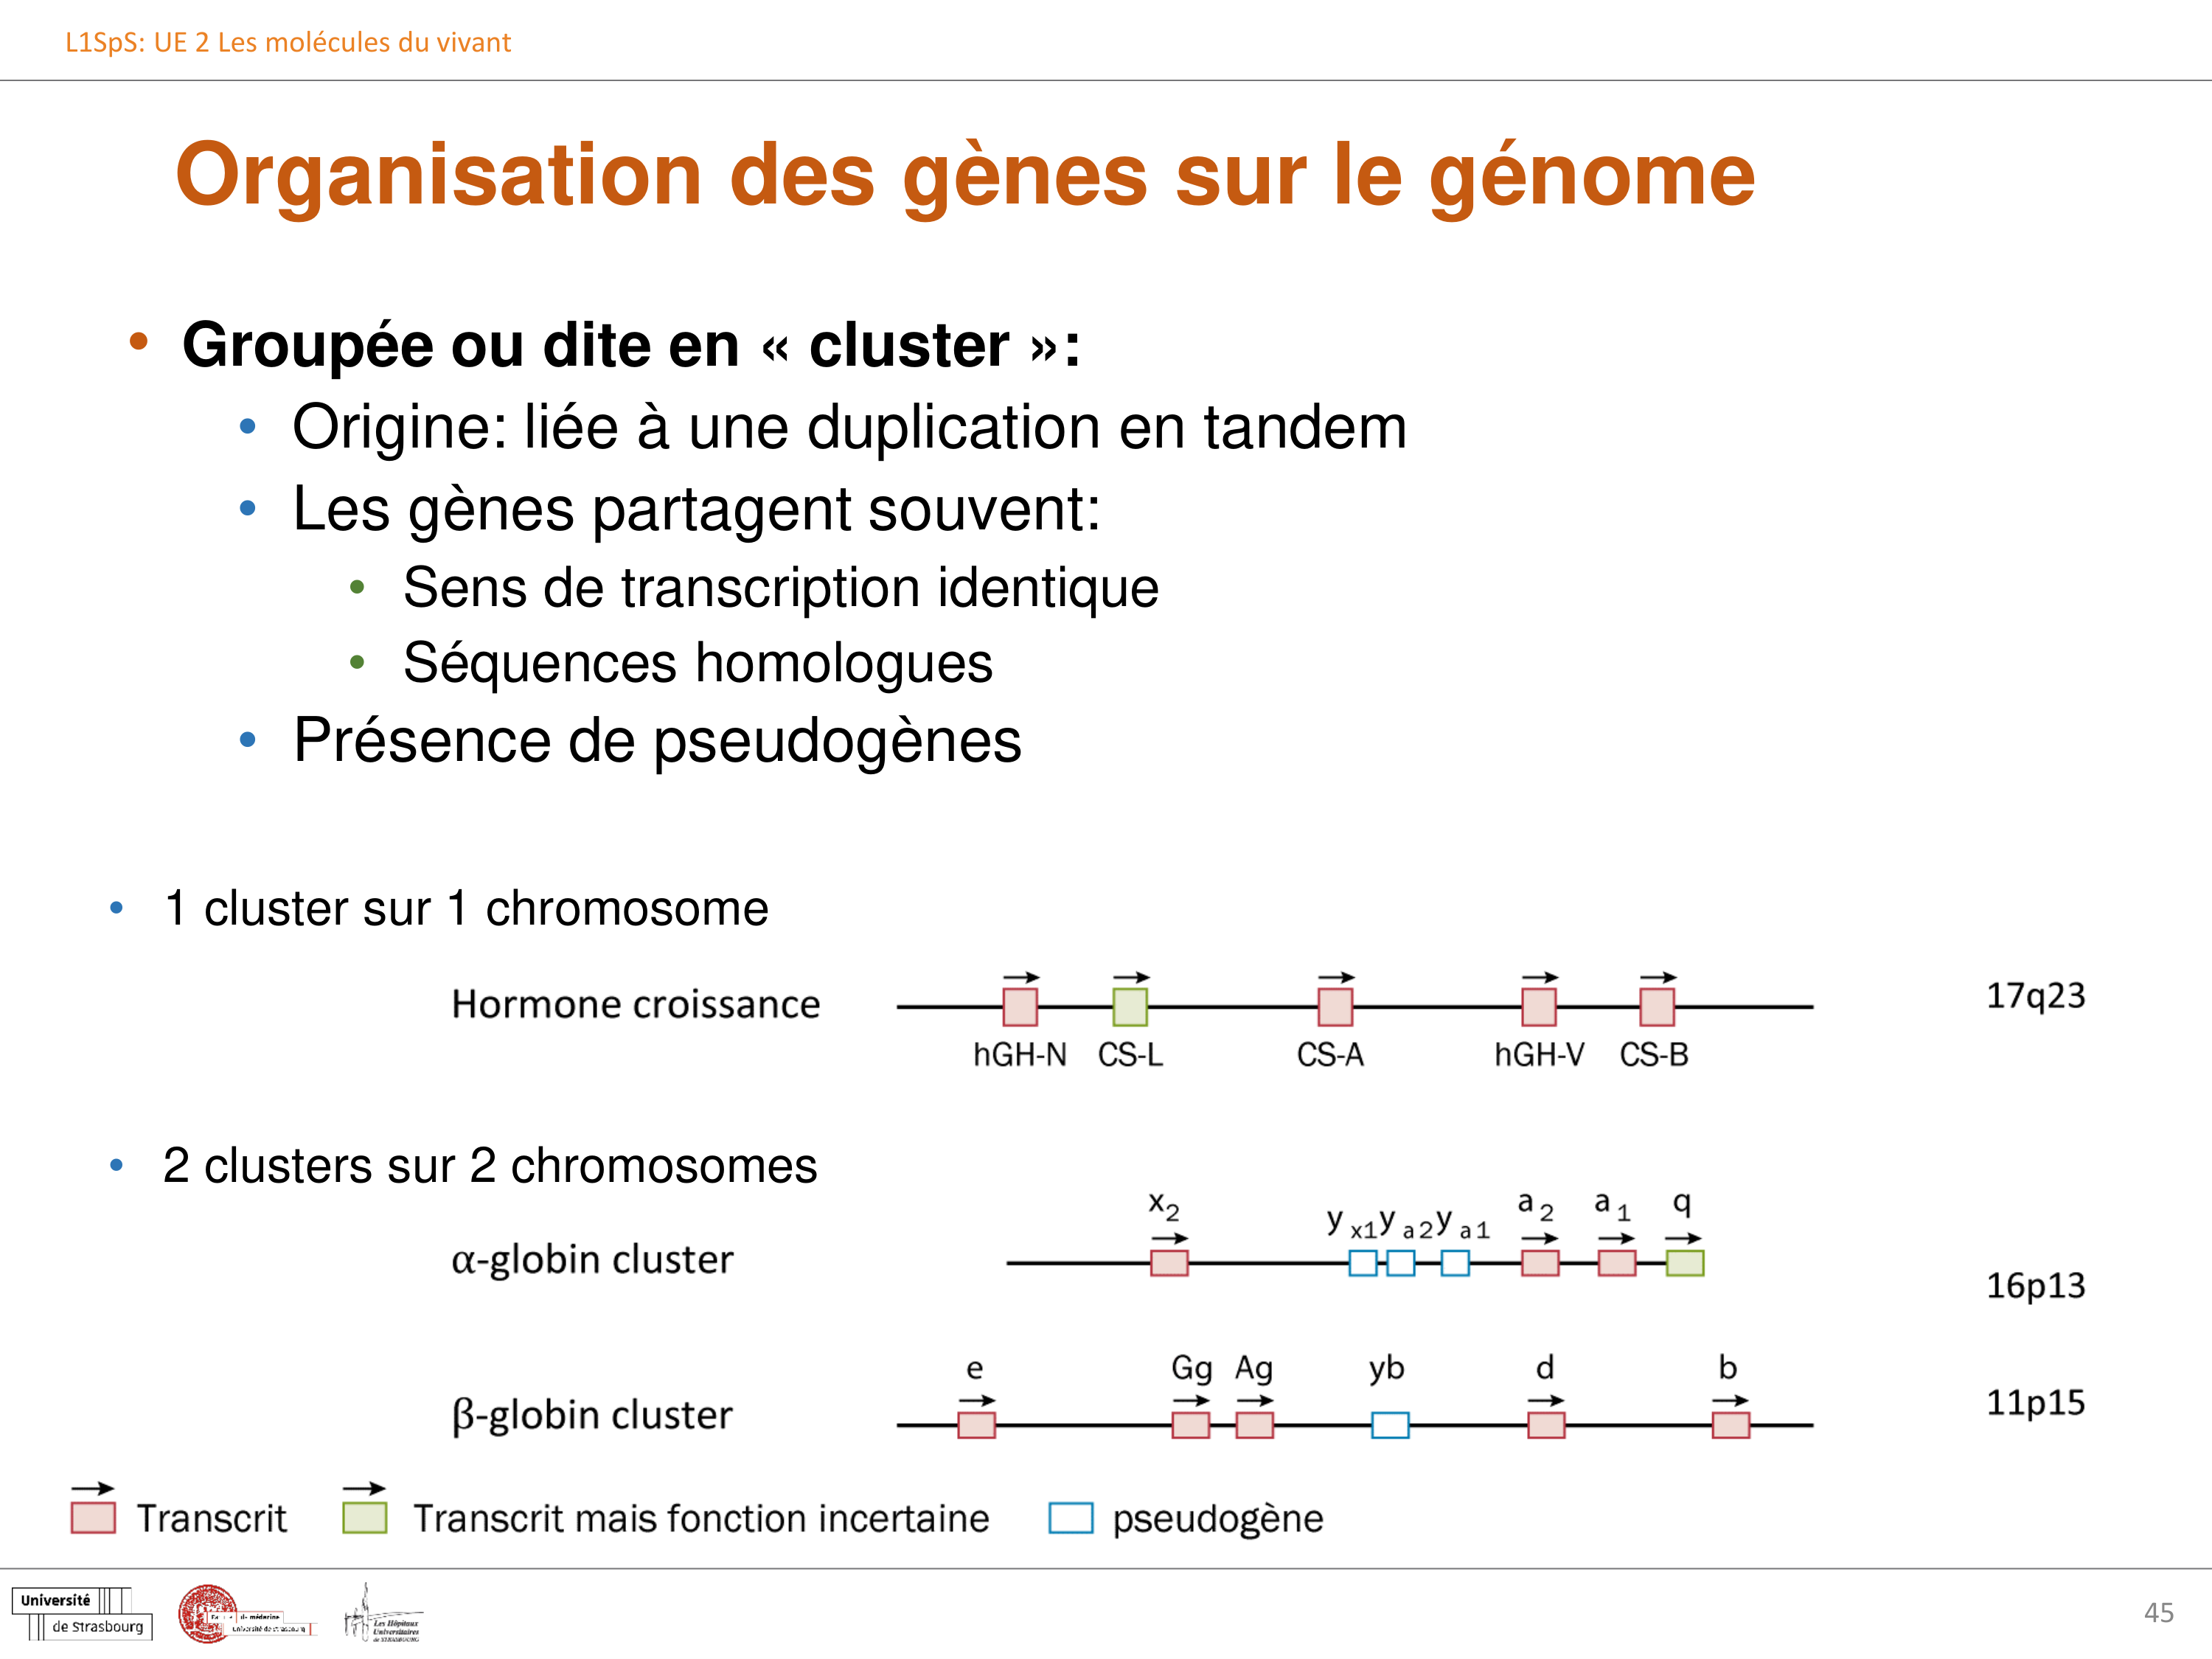 L1SpS: UE 2 Les molécules du vivant
Organisation des gènes sur le génome
• Groupée ou dite en « cluster »:
• Origine: liée à une duplication en tandem
• Les gènes partagent souvent:
• Sens de transcription identique
• Séquences homologues
• Présence de pseudogènes
• 1 cluster sur 1 chromosome
Hormone croissance
17q23
hGH-N CS-L CS-A hGH-V CS-B
• 2 clusters sur 2 chromosomes
x2 yx1 ya2 ya1 a2 a1 q
α-globin cluster
16p13
e Gg Ag yb d b
β-globin cluster
11p15
Transcrit Transcrit mais fonction incertaine pseudogène
Université
de Strasbourg
de médecine
Université de Strasbourg
Les Hôpitaux
Universitaires
de STRASBOURG
45